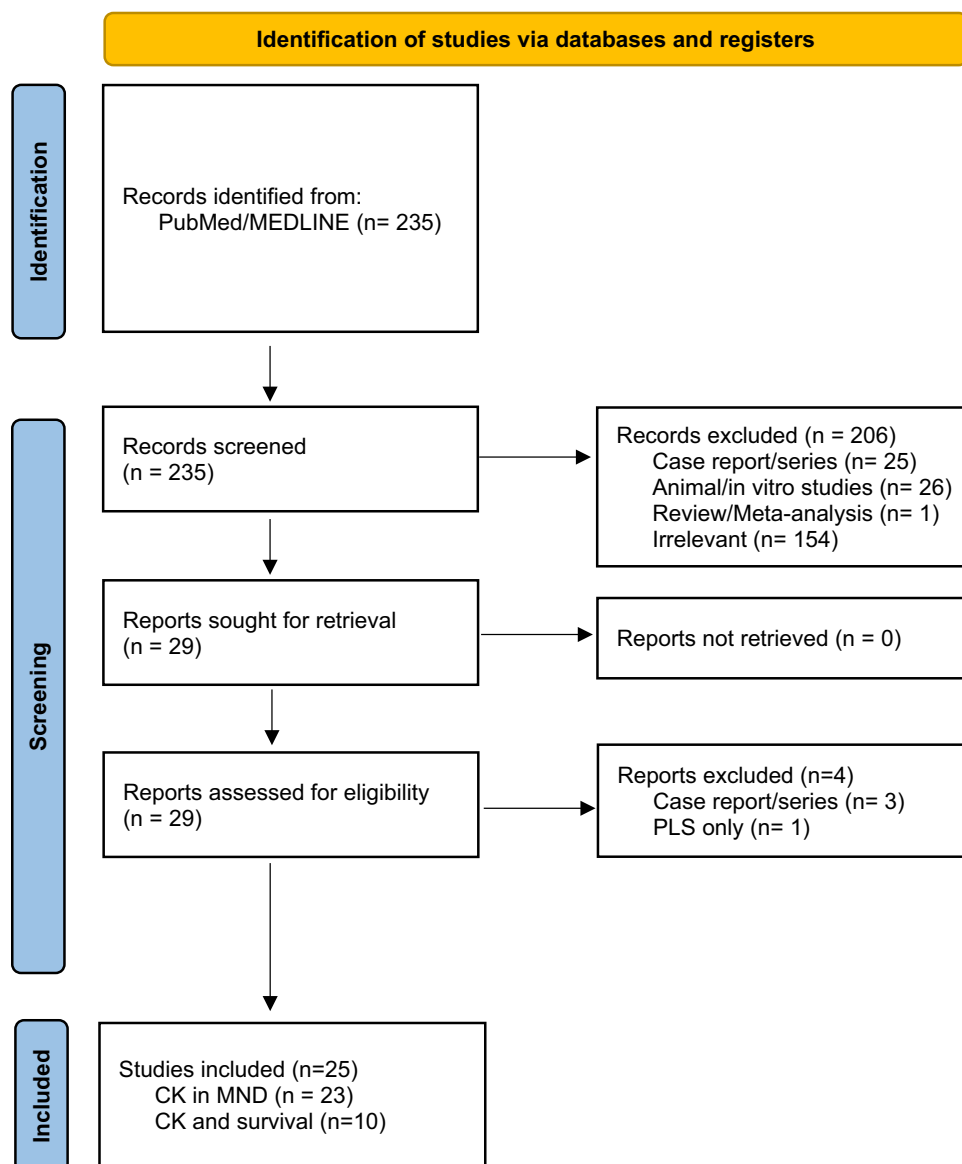 Identification of studies via databases and registers
Identification
Records identified from:
PubMed/MEDLINE (n= 235)
Screening
Records screened
(n = 235)
Records excluded (n = 206)
Case report/series (n= 25)
Animal/in vitro studies (n= 26)
Review/Meta-analysis (n= 1)
Irrelevant (n= 154)
Reports sought for retrieval
(n = 29)
Reports not retrieved (n = 0)
Reports assessed for eligibility
(n = 29)
Reports excluded (n=4)
Case report/series (n= 3)
PLS only (n= 1)
Included
Studies included (n=25)
CK in MND (n = 23)
CK and survival (n=10)